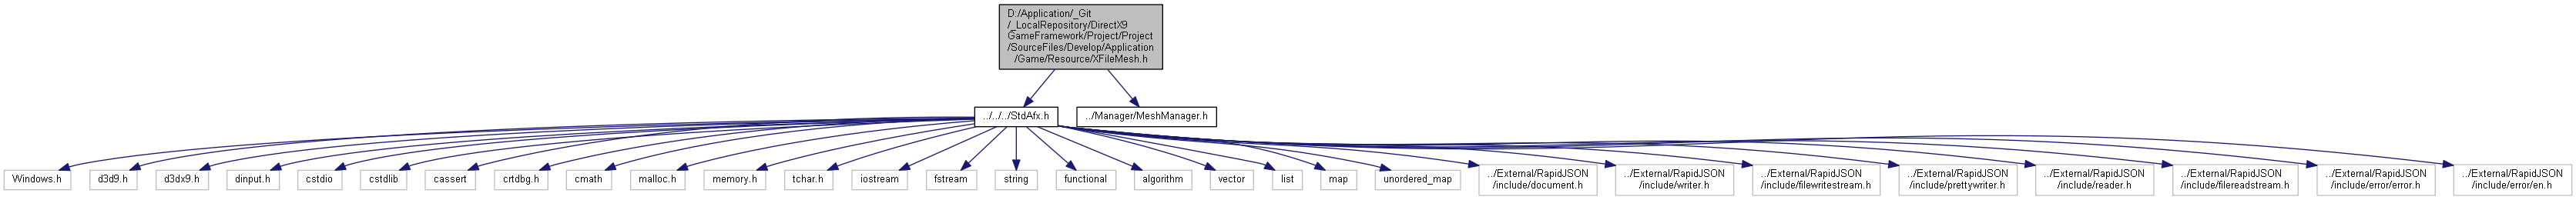 D:/Application/_Git
/_LocalRepository/DirectX9
GameFramework/Project/Project
/SourceFiles/Develop/Application
/Game/Resource/XFileMesh.h
../../../StdAfx.h
../Manager/MeshManager.h
Windows.h
d3d9.h
d3dx9.h
dinput.h
cstdio
cstdlib
cassert
crtdbg.h
cmath
malloc.h
memory.h
tchar.h
iostream
fstream
string
functional
algorithm
vector
list
map
unordered_map
../External/RapidJSON
/include/document.h
../External/RapidJSON
/include/writer.h
../External/RapidJSON
/include/filewritestream.h
../External/RapidJSON
/include/prettywriter.h
../External/RapidJSON
/include/reader.h
../External/RapidJSON
/include/filereadstream.h
../External/RapidJSON
/include/error/error.h
../External/RapidJSON
/include/error/en.h